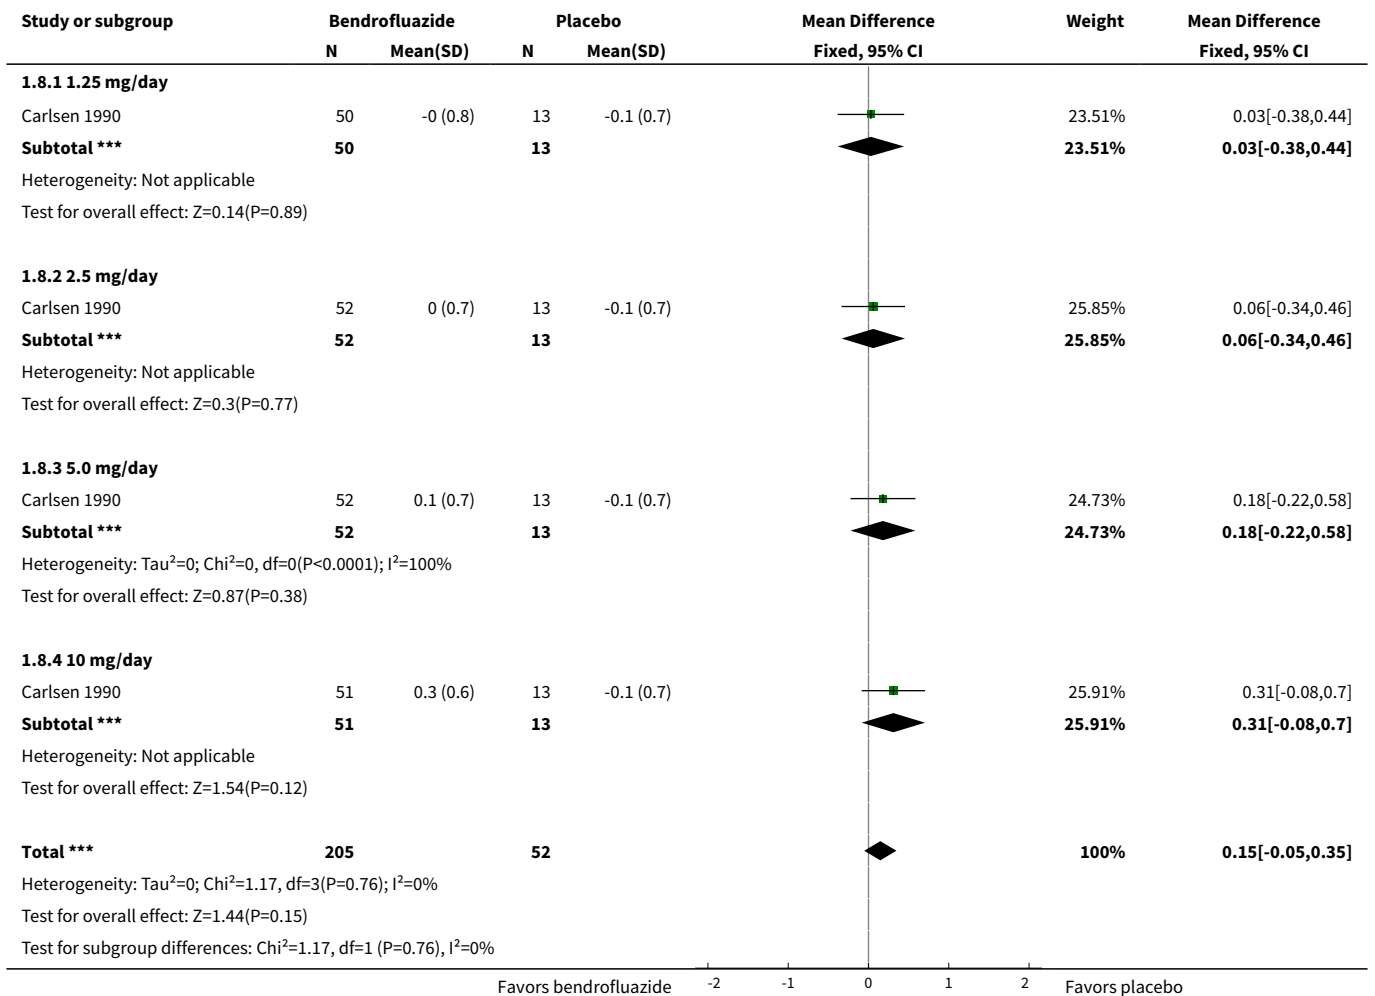 Study or subgroup Bendrofluazide Placebo Mean Difference Weight Mean Difference
N Mean(SD) N Mean(SD) Fixed, 95% CI Fixed, 95% CI
1.8.1 1.25 mg/day
Carlsen 1990 50 -0 (0.8) 13 -0.1 (0.7) 23.51% 0.03[-0.38,0.44]
Subtotal *** 50 13 23.51% 0.03[-0.38,0.44]
Heterogeneity: Not applicable
Test for overall effect: Z=0.14(P=0.89)
1.8.2 2.5 mg/day
Carlsen 1990 52 0 (0.7) 13 -0.1 (0.7) 25.85% 0.06[-0.34,0.46]
Subtotal *** 52 13 25.85% 0.06[-0.34,0.46]
Heterogeneity: Not applicable
Test for overall effect: Z=0.3(P=0.77)
1.8.3 5.0 mg/day
Carlsen 1990 52 0.1 (0.7) 13 -0.1 (0.7) 24.73% 0.18[-0.22,0.58]
Subtotal *** 52 13 24.73% 0.18[-0.22,0.58]
Heterogeneity: Tau²=0; Chi²=0, df=0(P<0.0001); I²=100%
Test for overall effect: Z=0.87(P=0.38)
1.8.4 10 mg/day
Carlsen 1990 51 0.3 (0.6) 13 -0.1 (0.7) 25.91% 0.31[-0.08,0.7]
Subtotal *** 51 13 25.91% 0.31[-0.08,0.7]
Heterogeneity: Not applicable
Test for overall effect: Z=1.54(P=0.12)
Total *** 205 52 100% 0.15[-0.05,0.35]
Heterogeneity: Tau²=0; Chi²=1.17, df=3(P=0.76); I²=0%
Test for overall effect: Z=1.44(P=0.15)
Test for subgroup differences: Chi²=1.17, df=1 (P=0.76), I²=0%
Favors bendrofluazide -2 -1 0 1 2 Favors placebo